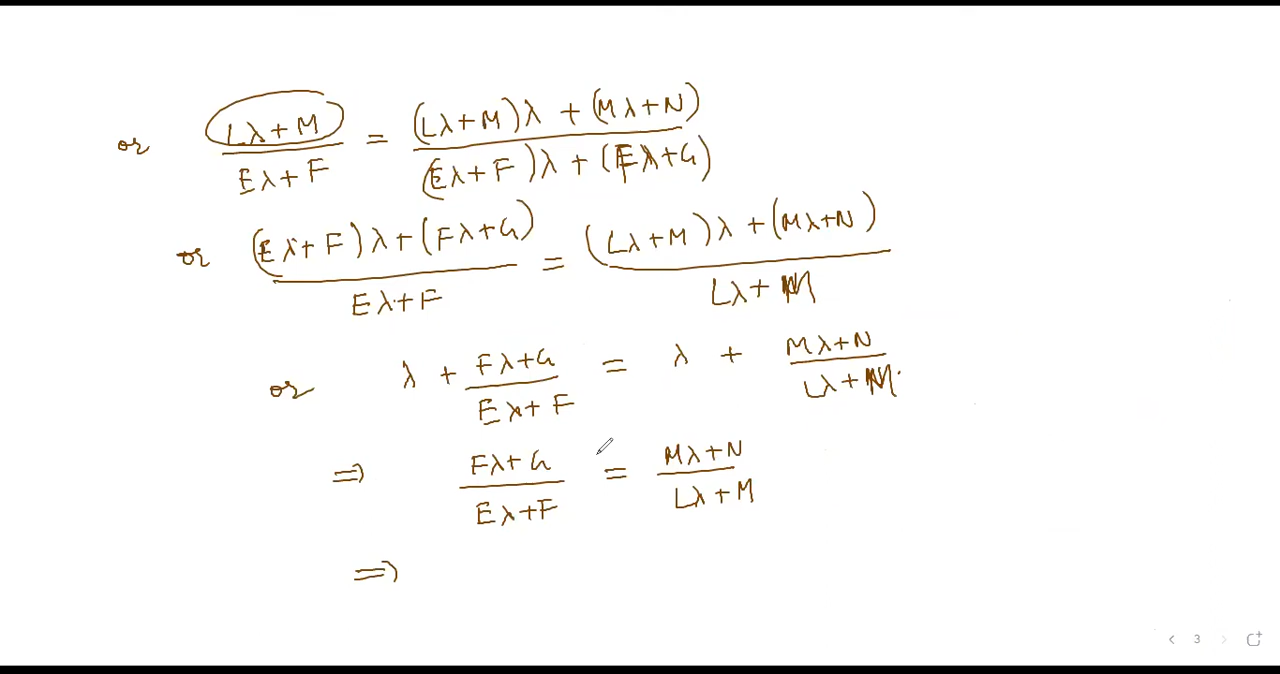 or (Lλ+M)/(Eλ+F) = ((Lλ+M)λ + (Mλ+N))/((Eλ+F)λ + (Fλ+G))
or ((Eλ+F)λ+(Fλ+G))/(Eλ+F) = ((Lλ+M)λ + (Mλ+N))/(Lλ+M)
or λ + (Fλ+G)/(Eλ+F) = λ + (Mλ+N)/(Lλ+M)
⇒ (Fλ+G)/(Eλ+F) = (Mλ+N)/(Lλ+M)
⇒
< 3 >